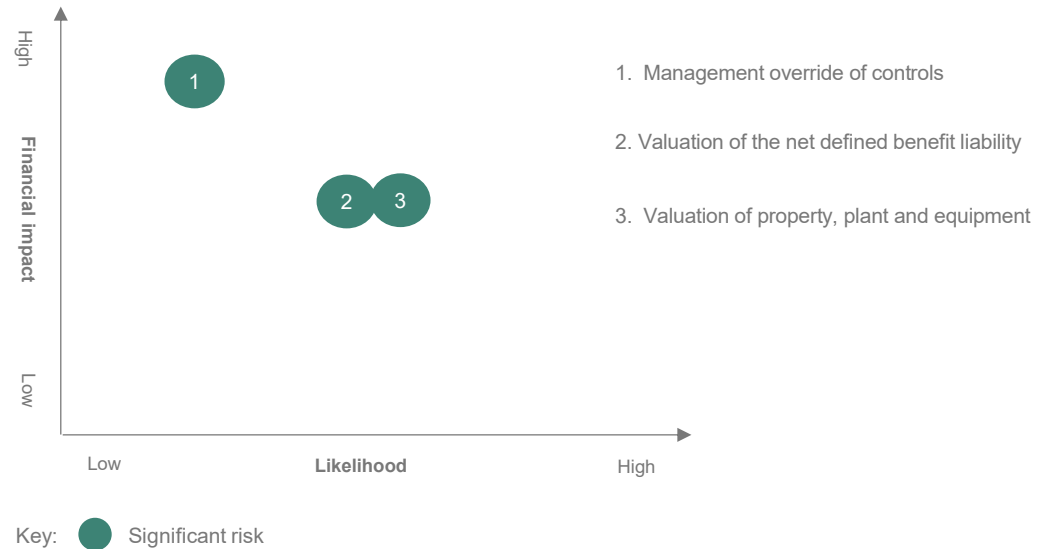 High
Financial impact
Low
1
2
3
1. Management override of controls
2. Valuation of the net defined benefit liability
3. Valuation of property, plant and equipment
Low
Likelihood
High
Key:
Significant risk